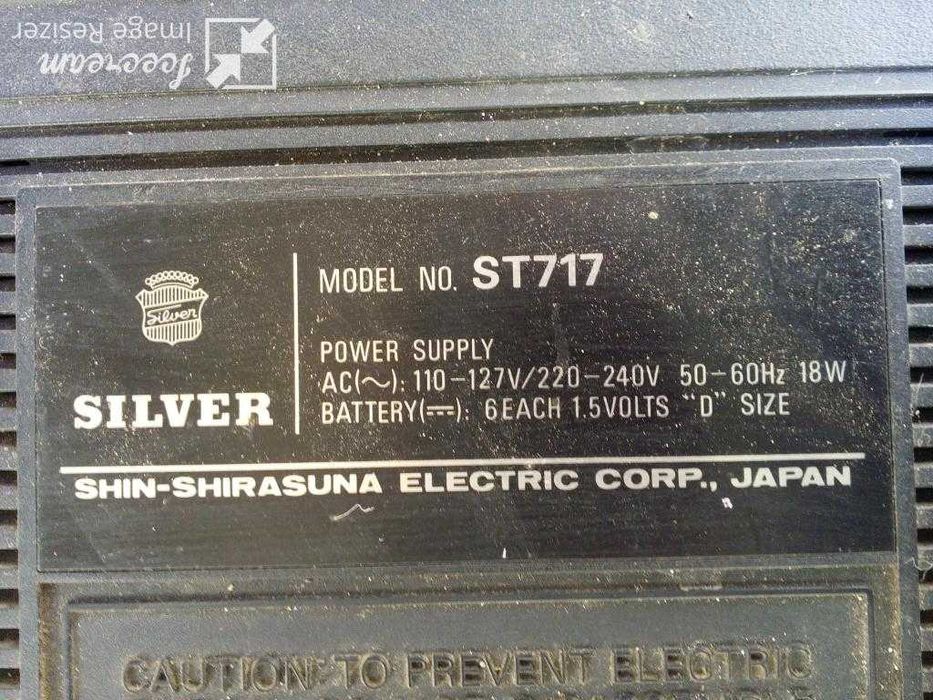 Icecream
Image Resizer
Silver
SILVER
MODEL NO. ST717
POWER SUPPLY
AC(∼): 110-127V/220-240V 50-60Hz 18W
BATTERY(⎓): 6EACH 1.5VOLTS "D" SIZE
SHIN-SHIRASUNA ELECTRIC CORP., JAPAN
CAUTION: TO PREVENT ELECTRIC